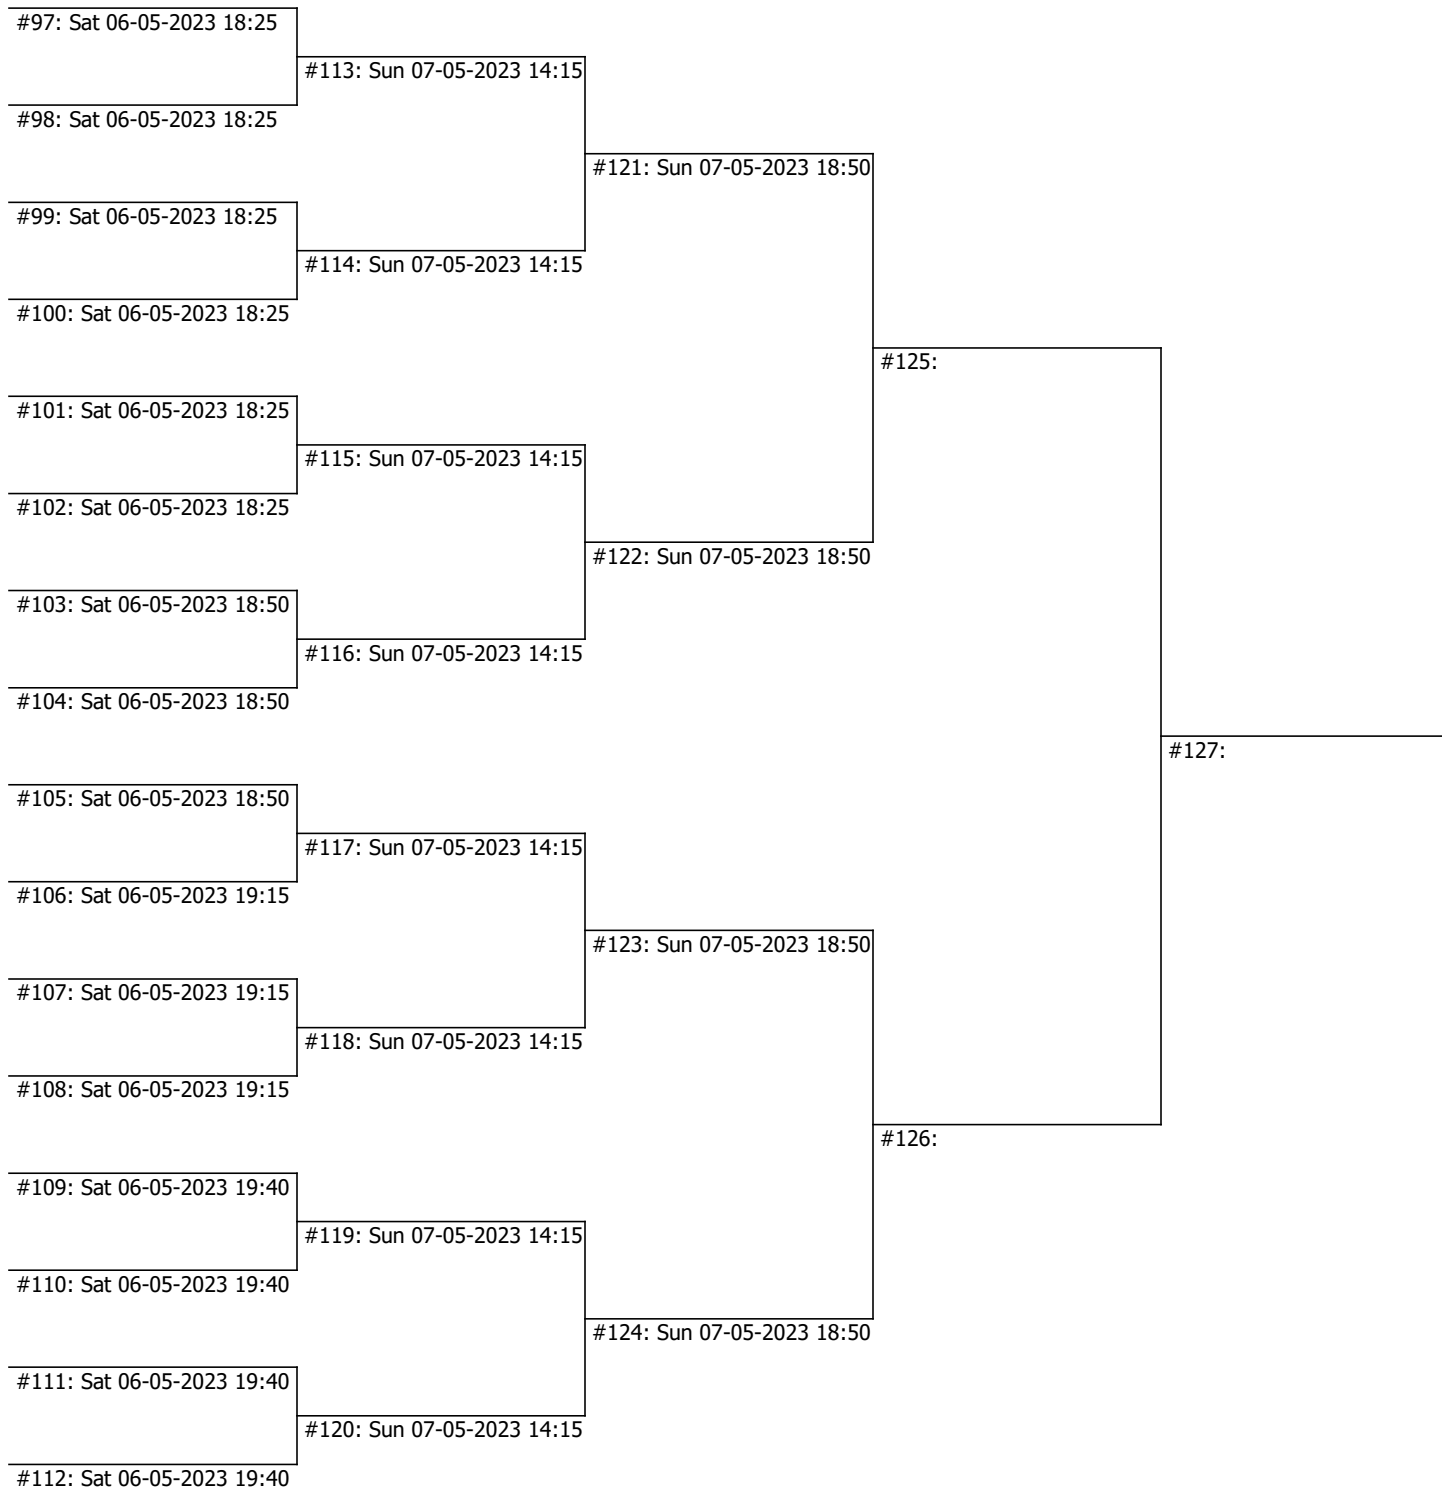 #97: Sat 06-05-2023 18:25
#113: Sun 07-05-2023 14:15
#98: Sat 06-05-2023 18:25
#121: Sun 07-05-2023 18:50
#99: Sat 06-05-2023 18:25
#114: Sun 07-05-2023 14:15
#100: Sat 06-05-2023 18:25
#125:
#101: Sat 06-05-2023 18:25
#115: Sun 07-05-2023 14:15
#102: Sat 06-05-2023 18:25
#122: Sun 07-05-2023 18:50
#103: Sat 06-05-2023 18:50
#116: Sun 07-05-2023 14:15
#104: Sat 06-05-2023 18:50
#127:
#105: Sat 06-05-2023 18:50
#117: Sun 07-05-2023 14:15
#106: Sat 06-05-2023 19:15
#123: Sun 07-05-2023 18:50
#107: Sat 06-05-2023 19:15
#118: Sun 07-05-2023 14:15
#108: Sat 06-05-2023 19:15
#126:
#109: Sat 06-05-2023 19:40
#119: Sun 07-05-2023 14:15
#110: Sat 06-05-2023 19:40
#124: Sun 07-05-2023 18:50
#111: Sat 06-05-2023 19:40
#120: Sun 07-05-2023 14:15
#112: Sat 06-05-2023 19:40